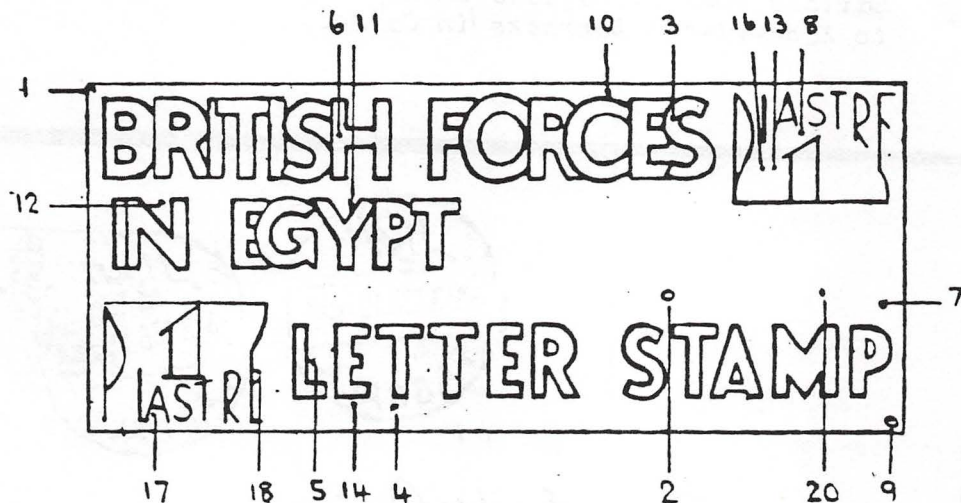 6 11 10 3 16 13 8
1
BRITISH FORCES PIASTRE
1
12 IN EGYPT
7
1 LETTER STAMP
PIASTRE
17 18 5 14 4 2 20 9